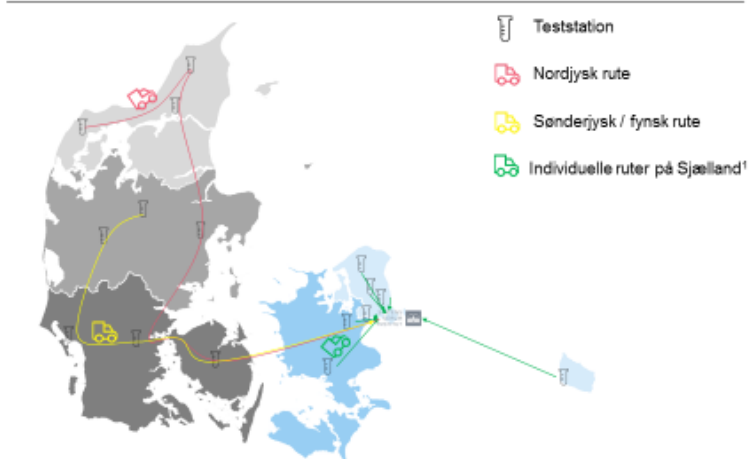 Teststation
Nordjysk rute
Sønderjysk / fynsk rute
Individuelle ruter på Sjælland¹